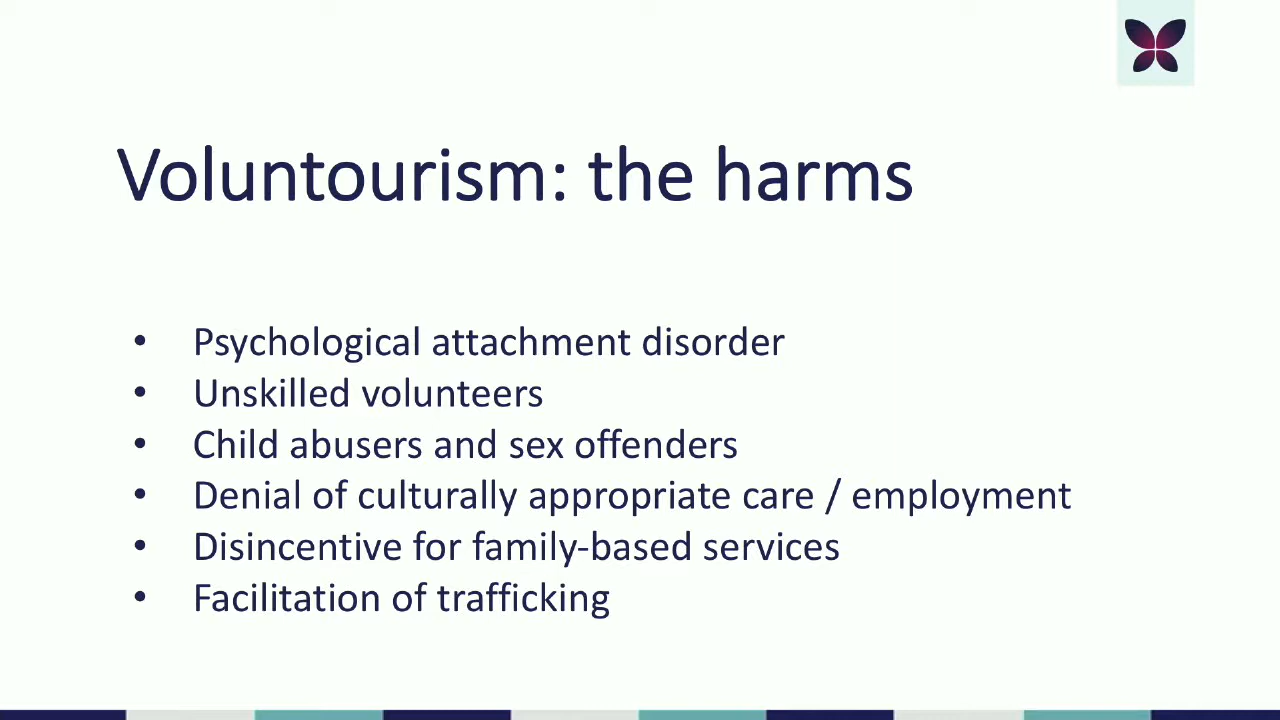 Voluntourism: the harms
• Psychological attachment disorder
• Unskilled volunteers
• Child abusers and sex offenders
• Denial of culturally appropriate care / employment
• Disincentive for family-based services
• Facilitation of trafficking